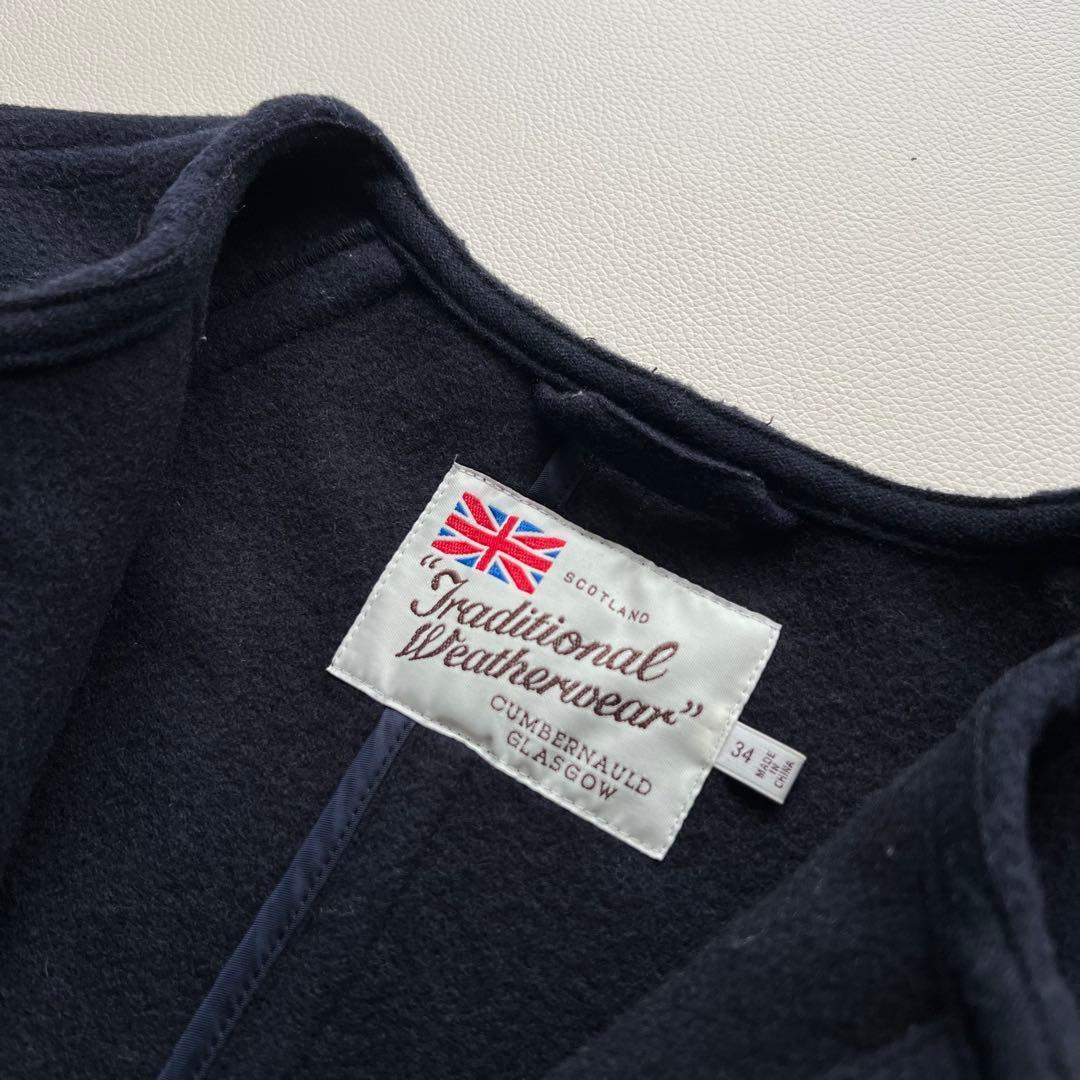 SCOTLAND
"Traditional
Weatherwear"
CUMBERNAULD
GLASGOW
34
MADE
IN
CHINA